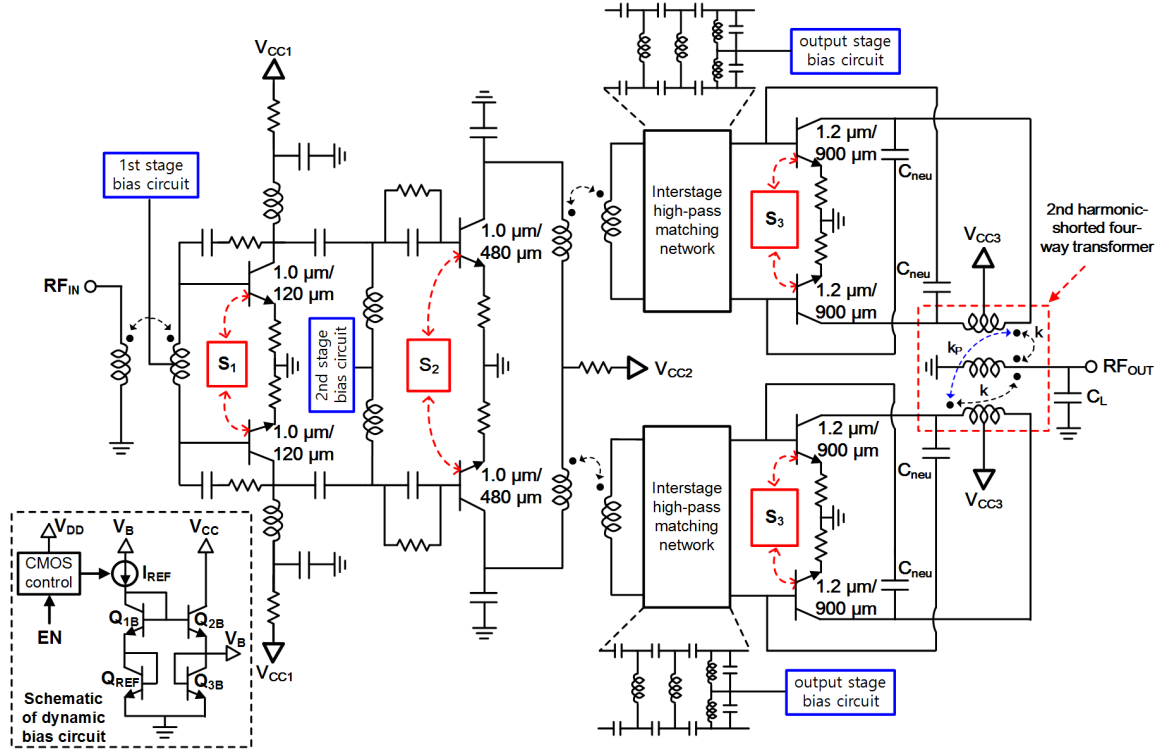 output stage
bias circuit
V_CC1
1st stage
bias circuit
1.2 µm/
900 µm
C_neu
Interstage
high-pass
matching
network
S_3
2nd harmonic-
shorted four-
way transformer
1.0 µm/
480 µm
V_CC3
C_neu
1.0 µm/
120 µm
1.2 µm/
900 µm
RF_IN
k
k_P
S_1
2nd stage
bias circuit
S_2
V_CC2
RF_OUT
k
C_L
1.0 µm/
120 µm
1.2 µm/
900 µm
C_neu
1.0 µm/
480 µm
Interstage
high-pass
matching
network
S_3
V_CC3
V_DD
V_B
V_CC
CMOS
control
I_REF
C_neu
1.2 µm/
900 µm
Q_1B
Q_2B
EN
V_B
V_CC1
Q_REF
Q_3B
Schematic
of dynamic
bias circuit
output stage
bias circuit